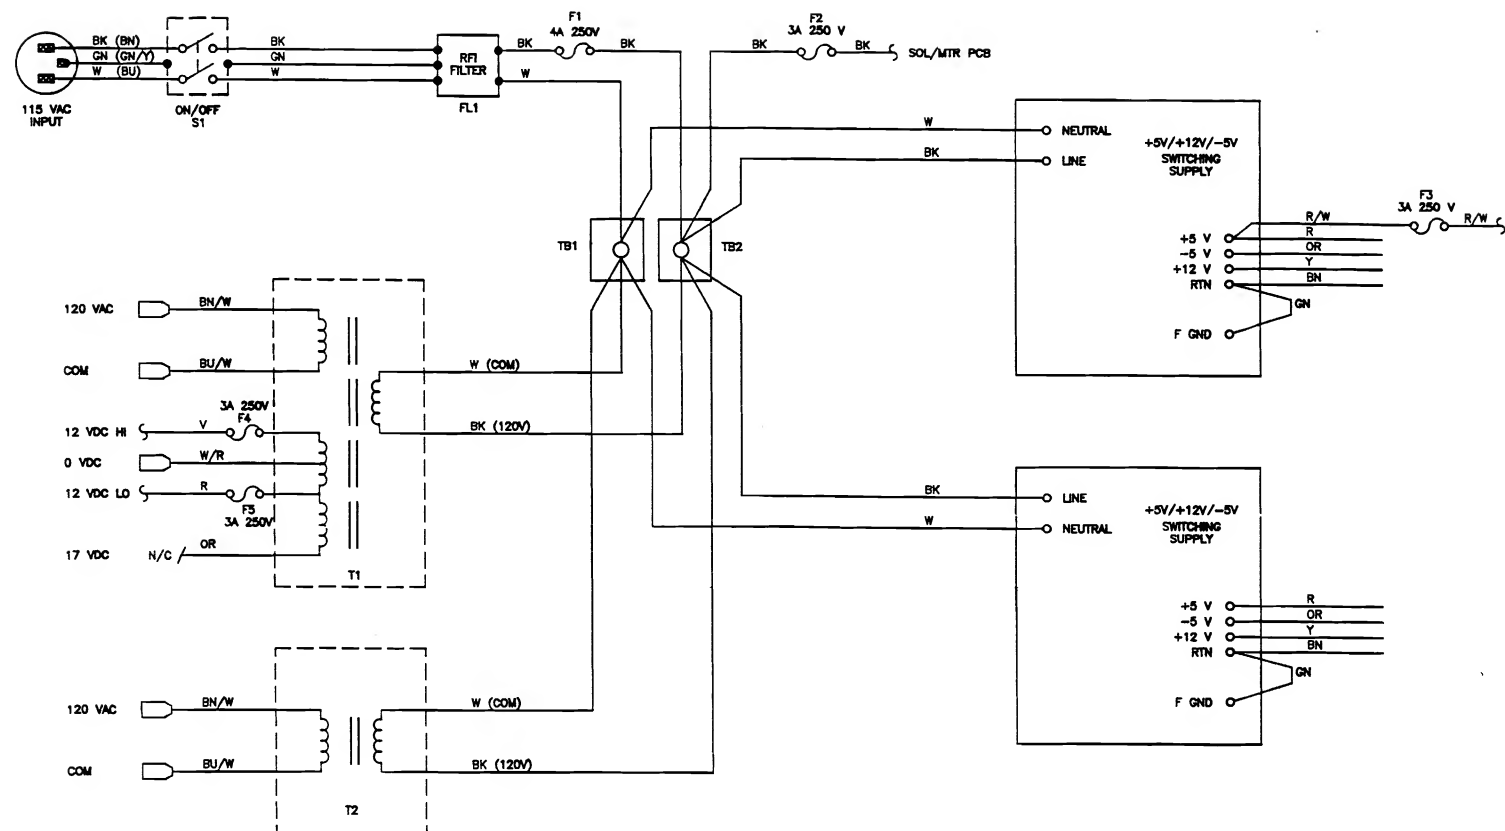 F1
4A 250V
F2
3A 250 V
BK (BN)
GN (GN/Y)
W (BU)
BK
GN
W
RFI
FILTER
BK
BK
W
BK
BK
SOL/MTR PCB
115 VAC
INPUT
ON/OFF
S1
FL1
W
NEUTRAL
BK
LINE
+5V/+12V/-5V
SWITCHING
SUPPLY
F3
3A 250 V
R/W
R/W
+5 V
R
-5 V
OR
+12 V
Y
RTN
BN
GN
F GND
TB1
TB2
120 VAC
BN/W
COM
BU/W
W (COM)
3A 250V
F4
12 VDC HI
V
BK (120V)
0 VDC
W/R
12 VDC LO
R
F5
3A 250V
17 VDC
N/C
OR
T1
BK
LINE
W
NEUTRAL
+5V/+12V/-5V
SWITCHING
SUPPLY
+5 V
R
-5 V
OR
+12 V
Y
RTN
BN
GN
F GND
120 VAC
BN/W
W (COM)
COM
BU/W
BK (120V)
T2